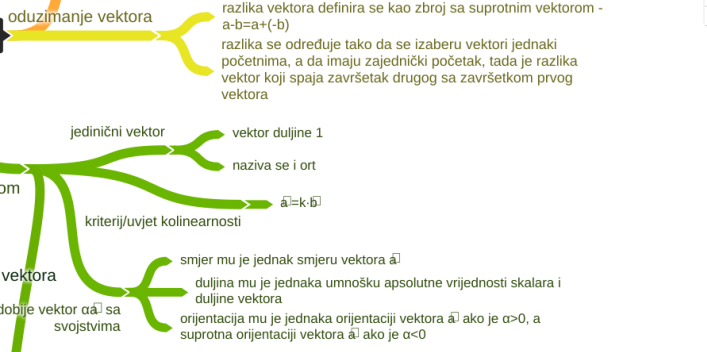 oduzimanje vektora
razlika vektora definira se kao zbroj sa suprotnim vektorom -
a-b=a+(-b)
razlika se određuje tako da se izaberu vektori jednaki
početnima, a da imaju zajednički početak, tada je razlika
vektor koji spaja završetak drugog sa završetkom prvog
vektora
jedinični vektor
vektor duljine 1
naziva se i ort
om
kriterij/uvjet kolinearnosti
a⃗=k·b⃗
vektora
dobije vektor αa⃗ sa
svojstvima
smjer mu je jednak smjeru vektora a⃗
duljina mu je jednaka umnošku apsolutne vrijednosti skalara i
duljine vektora
orijentacija mu je jednaka orijentaciji vektora a⃗ ako je α>0, a
suprotna orijentaciji vektora a⃗ ako je α<0